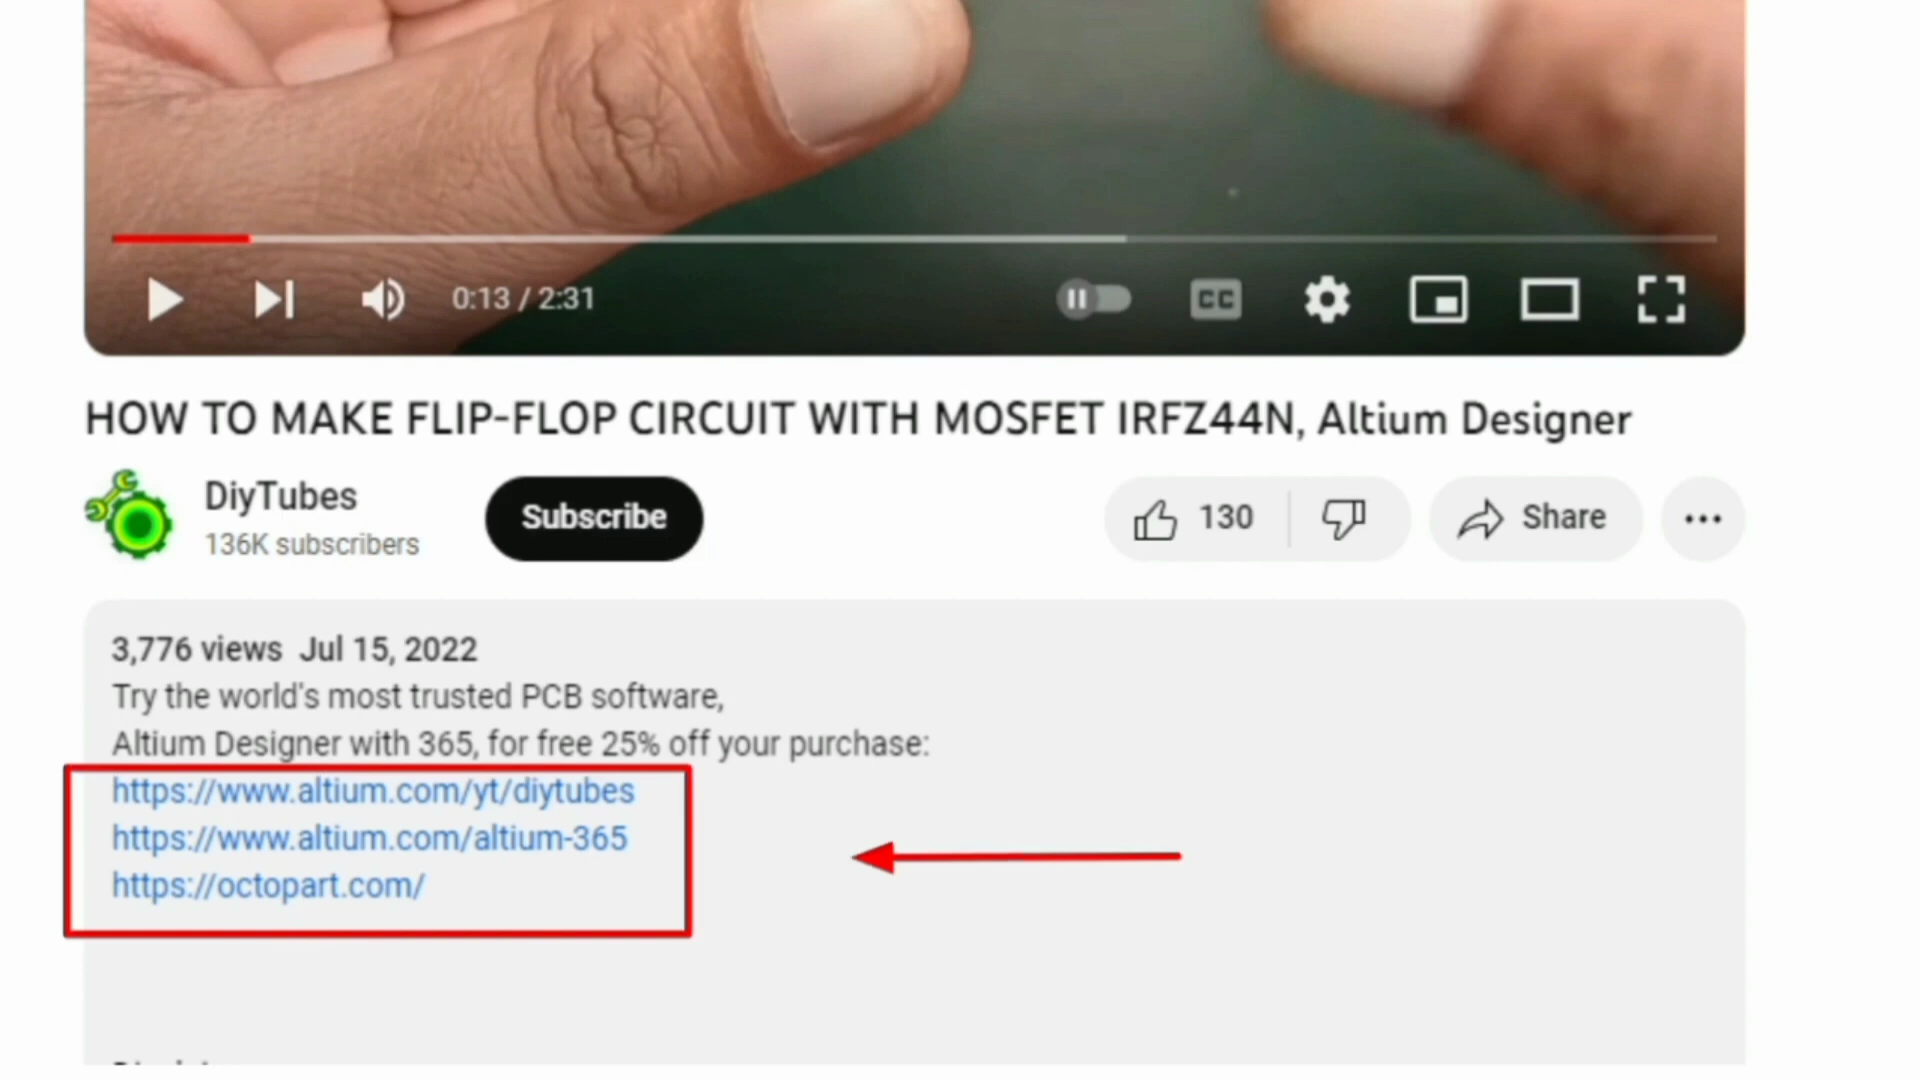 0:13 / 2:31
CC
HOW TO MAKE FLIP-FLOP CIRCUIT WITH MOSFET IRFZ44N, Altium Designer
DiyTubes
136K subscribers
Subscribe
130
Share
3,776 views Jul 15, 2022
Try the world's most trusted PCB software,
Altium Designer with 365, for free 25% off your purchase:
https://www.altium.com/yt/diytubes
https://www.altium.com/altium-365
https://octopart.com/